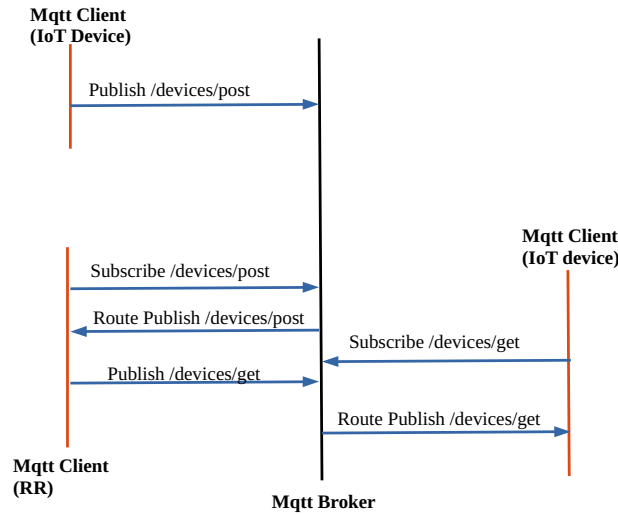 Mqtt Client
(IoT Device)
Publish /devices/post
Mqtt Client
(IoT device)
Subscribe /devices/post
Route Publish /devices/post
Subscribe /devices/get
Publish /devices/get
Route Publish /devices/get
Mqtt Client
(RR)
Mqtt Broker